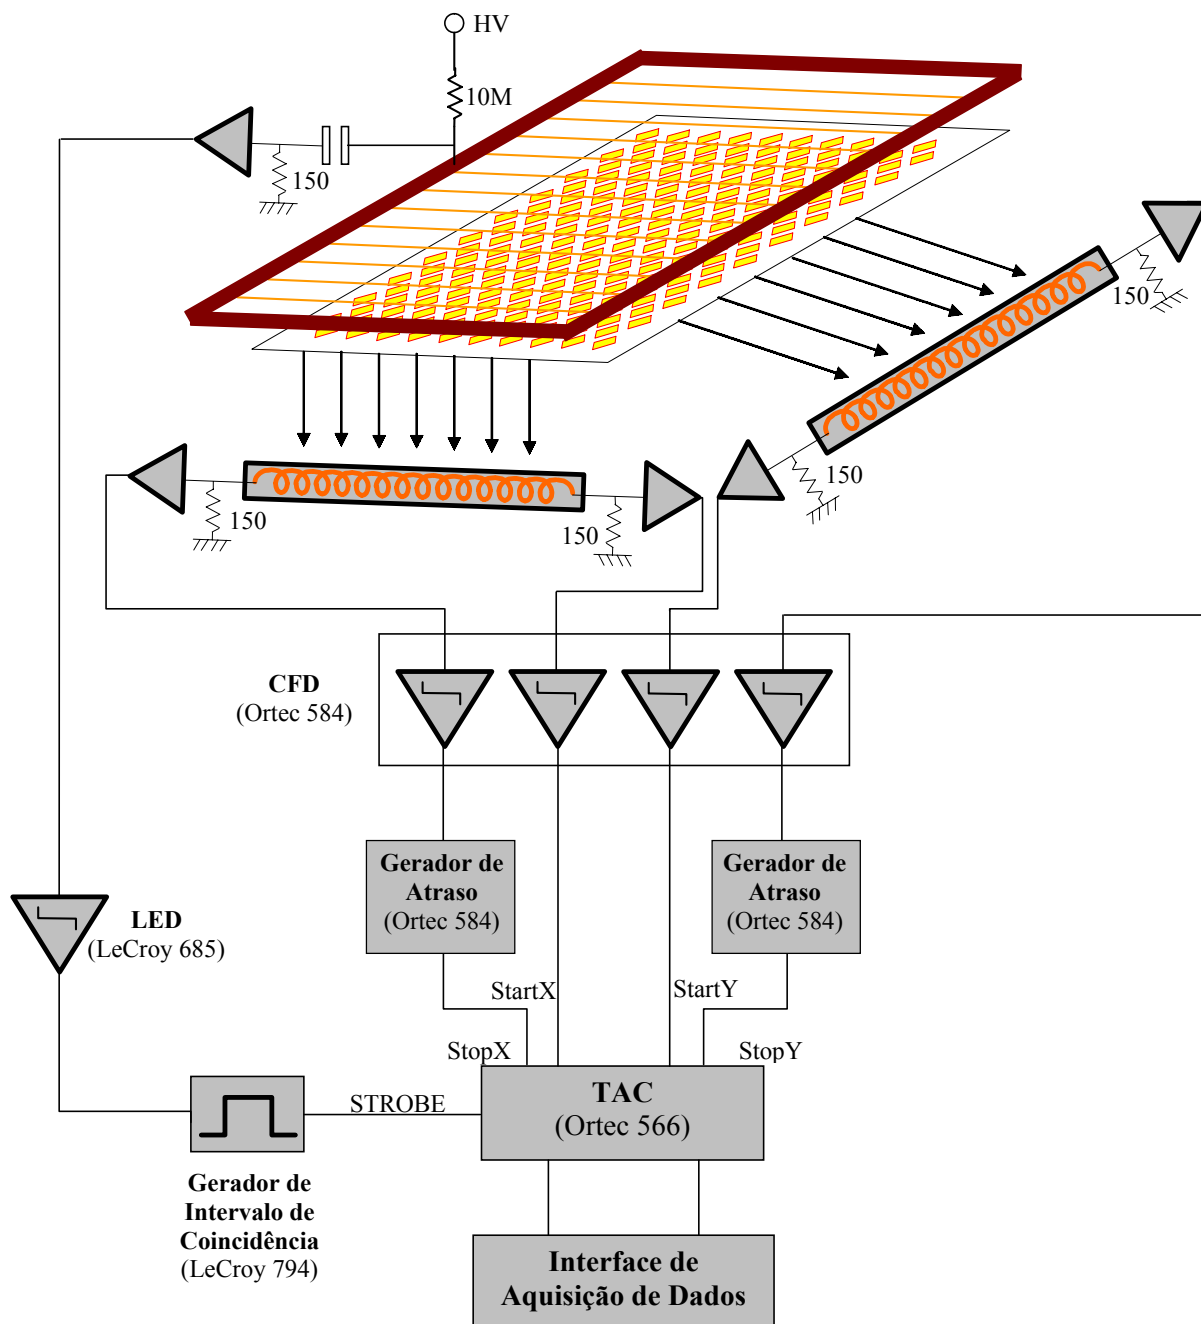 HV
10M
150
150
150
150
150
CFD
(Ortec 584)
Gerador de
Atraso
(Ortec 584)
Gerador de
Atraso
(Ortec 584)
LED
(LeCroy 685)
StartX
StartY
StopX
StopY
STROBE
TAC
(Ortec 566)
Gerador de
Intervalo de
Coincidência
(LeCroy 794)
Interface de
Aquisição de Dados